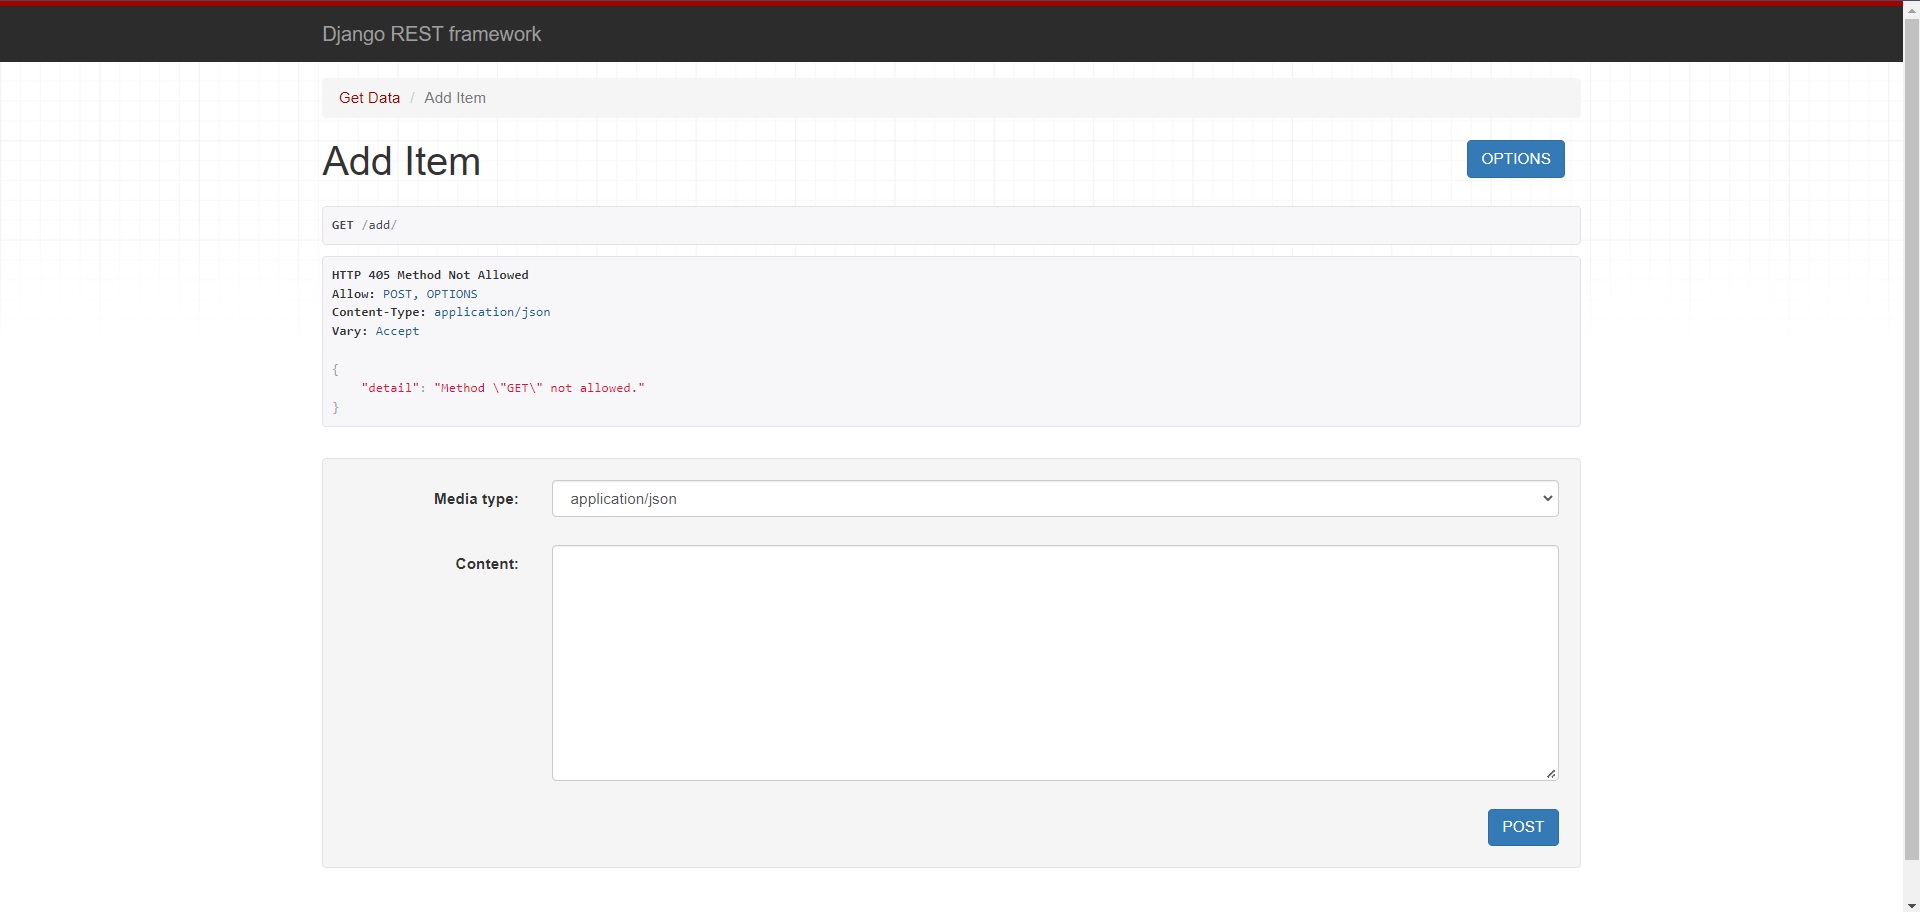 Django REST framework
Get Data / Add Item
Add Item
OPTIONS
GET /add/
HTTP 405 Method Not Allowed
Allow: POST, OPTIONS
Content-Type: application/json
Vary: Accept
{
    "detail": "Method \"GET\" not allowed."
}
Media type: application/json
Content:
POST